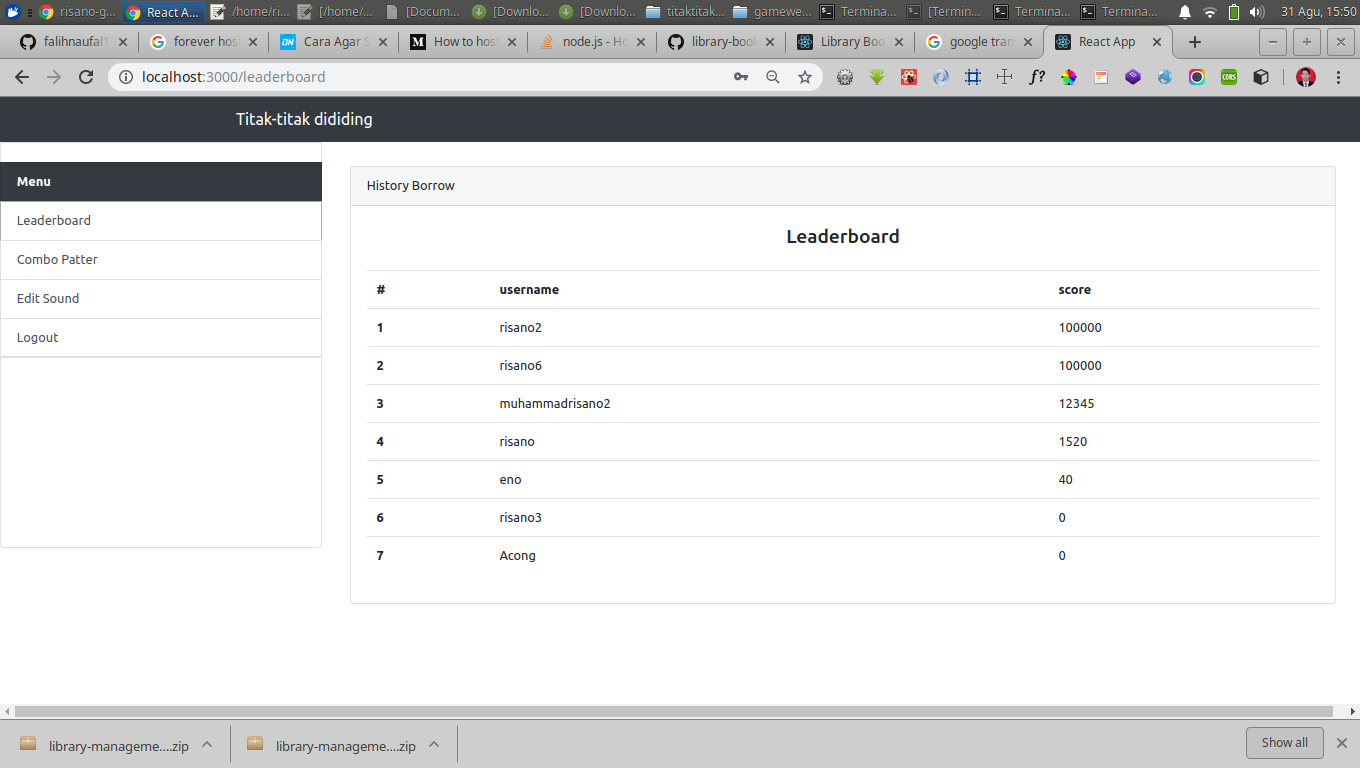 risano-g... React A... /home/ri... [/home/... [Docum... [Downlo... [Downlo... titaktitak... gamewe... Termina... [Termin... Termina... Termina... 31 Agu, 15:50
falihnaufal1 forever hos Cara Agar S How to host node.js - Ho library-book Library Boo google tran React App
localhost:3000/leaderboard
Titak-titak dididing
Menu
Leaderboard
Combo Patter
Edit Sound
Logout
History Borrow
Leaderboard
# username score
1 risano2 100000
2 risano6 100000
3 muhammadrisano2 12345
4 risano 1520
5 eno 40
6 risano3 0
7 Acong 0
library-manageme....zip library-manageme....zip Show all